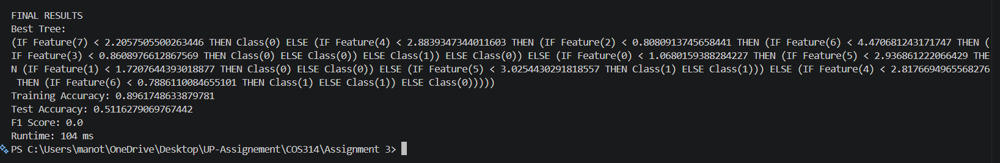 FINAL RESULTS
Best Tree:
(IF Feature(7) < 2.2057505500263446 THEN Class(0) ELSE (IF Feature(4) < 2.8839347344011603 THEN (IF Feature(2) < 0.8080913745658441 THEN (IF Feature(6) < 4.470681243171747 THEN (
IF Feature(3) < 0.8608976612867569 THEN Class(0) ELSE Class(0)) ELSE Class(1)) ELSE Class(0)) ELSE (IF Feature(0) < 1.0680159388284227 THEN (IF Feature(5) < 2.936861222066429 THE
N (IF Feature(1) < 1.7207644393018877 THEN Class(0) ELSE Class(0)) ELSE (IF Feature(5) < 3.0254430291818557 THEN Class(1) ELSE Class(1))) ELSE (IF Feature(4) < 2.8176694965568276
THEN (IF Feature(6) < 0.7886110084655101 THEN Class(1) ELSE Class(1)) ELSE Class(0)))))
Training Accuracy: 0.8961748633879781
Test Accuracy: 0.5116279069767442
F1 Score: 0.0
Runtime: 104 ms
PS C:\Users\manot\OneDrive\Desktop\UP-Assignement\COS314\Assignment 3>